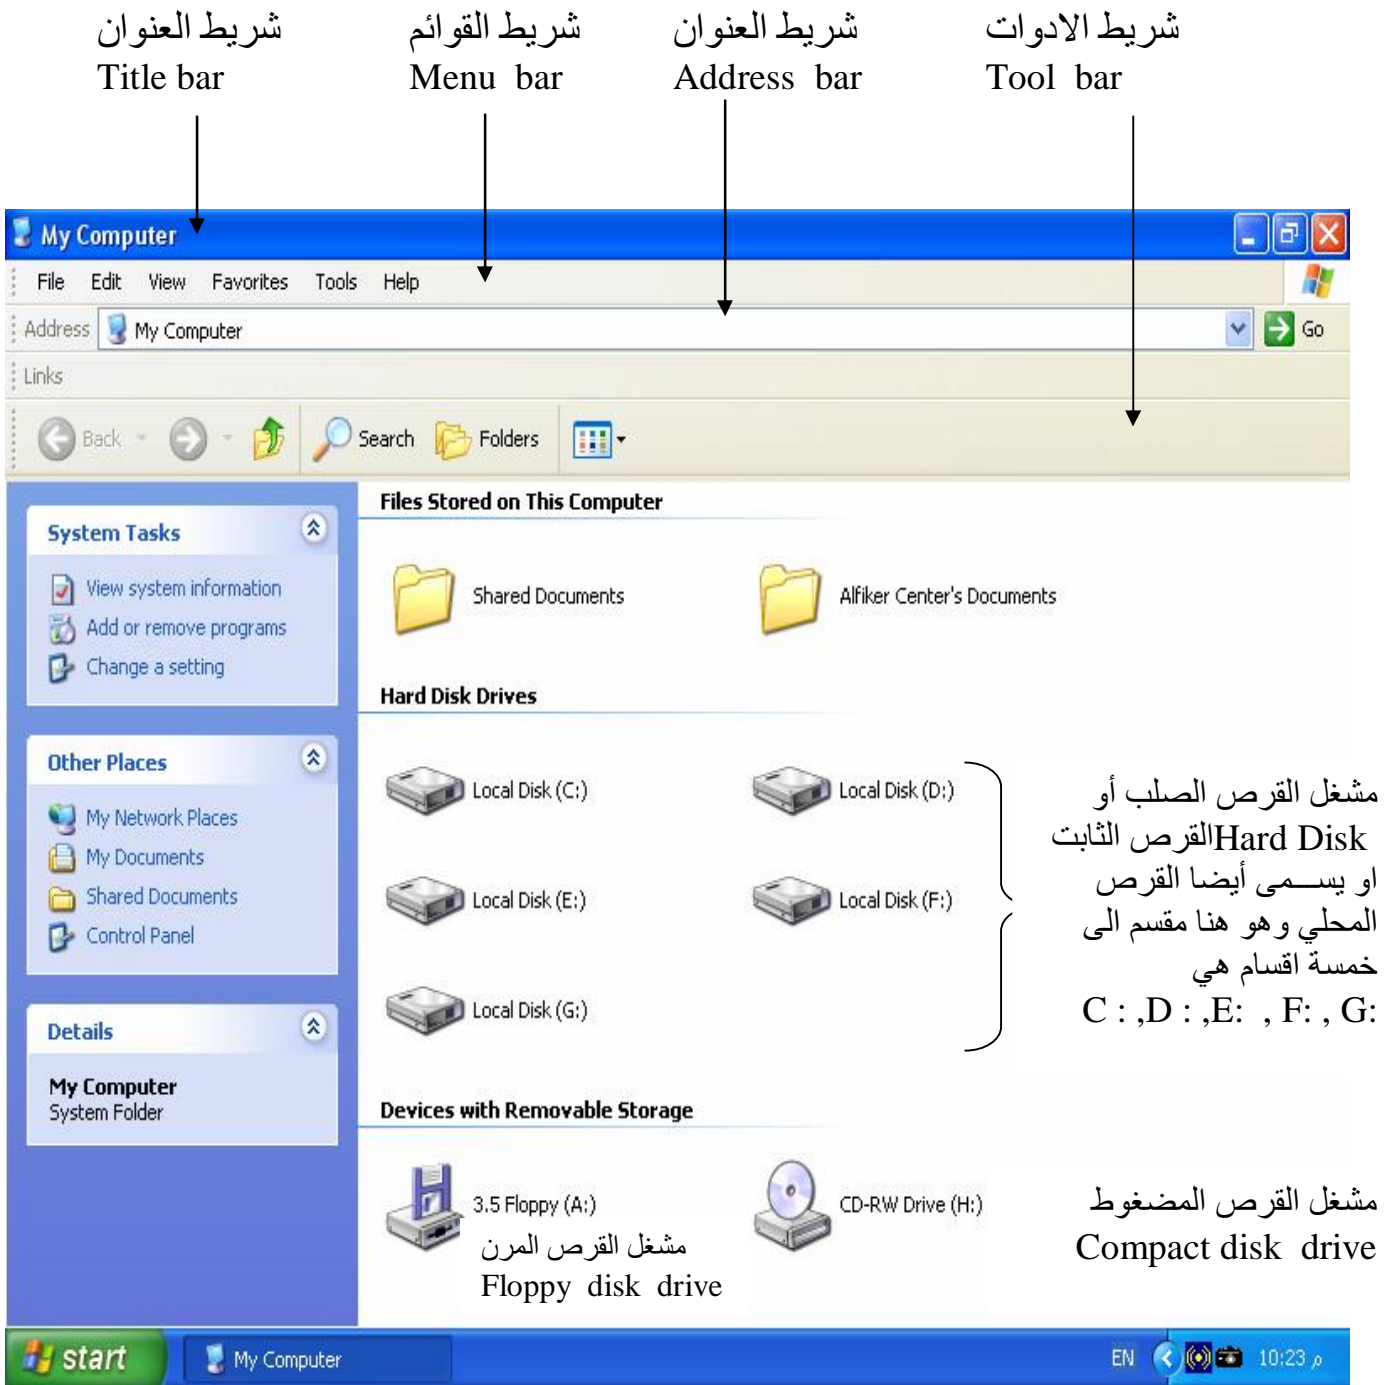 شريط العنوان
Title bar
شريط القوائم
Menu bar
شريط العنوان
Address bar
شريط الادوات
Tool bar
My Computer
File Edit View Favorites Tools Help
Address My Computer Go
Links
Back Search Folders
System Tasks
View system information
Add or remove programs
Change a setting
Other Places
My Network Places
My Documents
Shared Documents
Control Panel
Details
My Computer
System Folder
Files Stored on This Computer
Shared Documents Alfiker Center's Documents
Hard Disk Drives
Local Disk (C:) Local Disk (D:)
Local Disk (E:) Local Disk (F:)
Local Disk (G:)
مشغل القرص الصلب أو
القرص الثابت Hard Disk
او يســـمى أيضا القرص
المحلي وهو هنا مقسم الى
خمسة اقسام هي
C : ,D : ,E: , F: , G:
Devices with Removable Storage
3.5 Floppy (A:) CD-RW Drive (H:)
مشغل القرص المرن
Floppy disk drive
مشغل القرص المضغوط
Compact disk drive
start My Computer EN 10:23 م